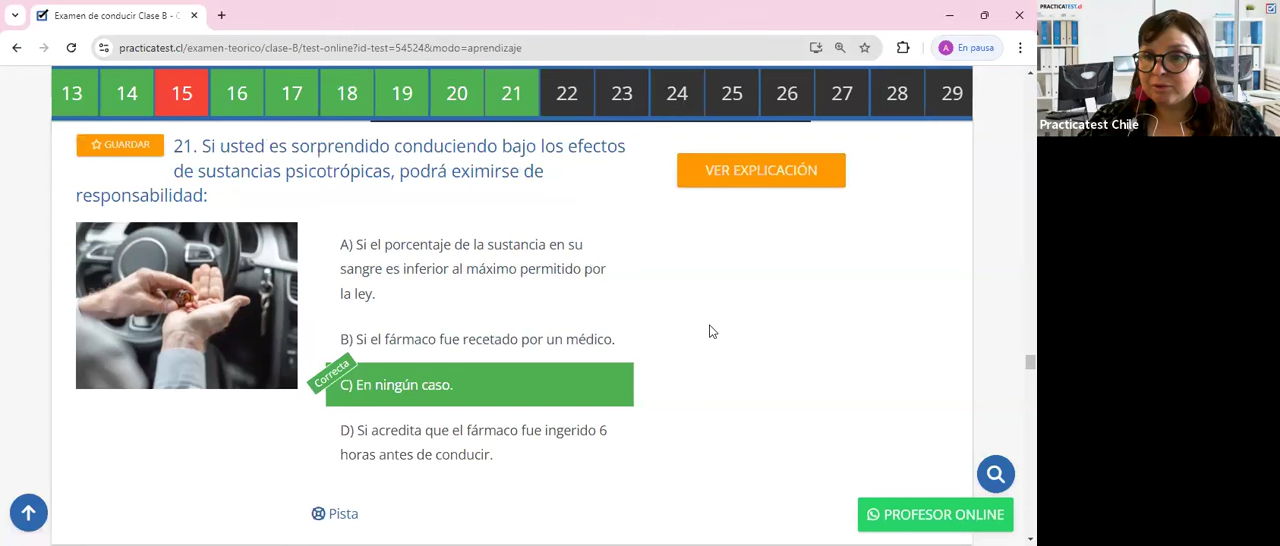 Examen de conducir Clase B - C
practicatest.cl/examen-teorico/clase-B/test-online?id-test=54524&modo=aprendizaje
A
En pausa
PRACTICATEST.cl
Practicatest Chile
13 14 15 16 17 18 19 20 21 22 23 24 25 26 27 28 29
GUARDAR
21. Si usted es sorprendido conduciendo bajo los efectos
de sustancias psicotrópicas, podrá eximirse de
responsabilidad:
VER EXPLICACIÓN
A) Si el porcentaje de la sustancia en su
sangre es inferior al máximo permitido por
la ley.
B) Si el fármaco fue recetado por un médico.
Correcta
C) En ningún caso.
D) Si acredita que el fármaco fue ingerido 6
horas antes de conducir.
Pista
PROFESOR ONLINE